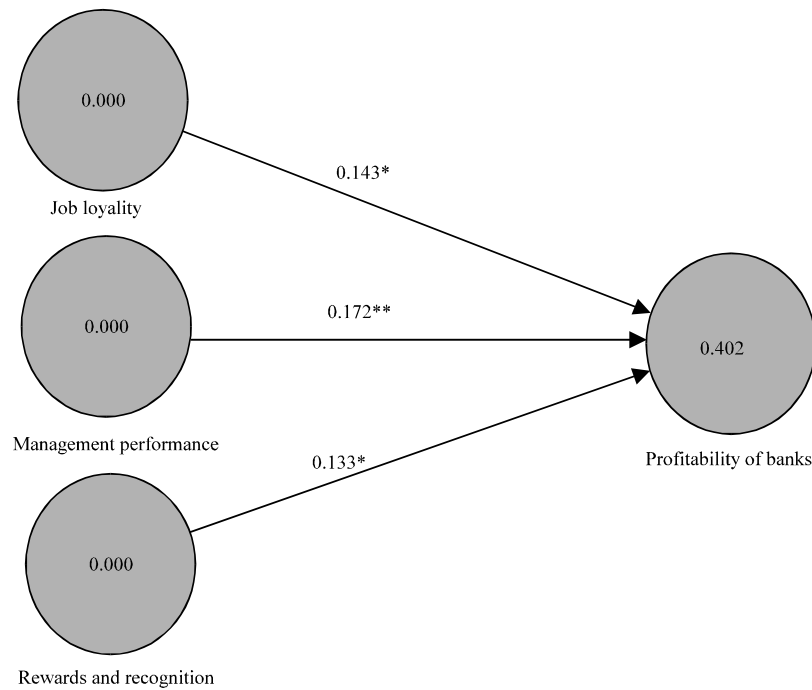 0.000
Job loyality
0.143*
0.000
Management performance
0.172**
0.402
Profitability of banks
0.133*
0.000
Rewards and recognition